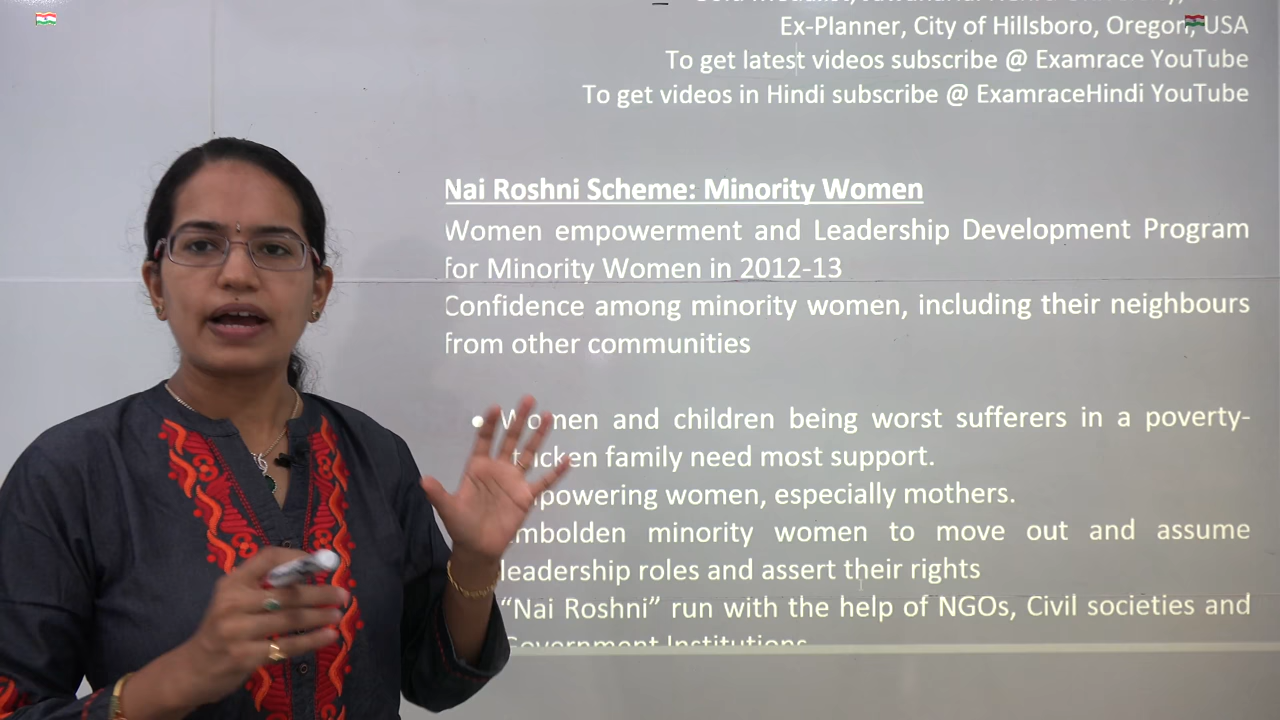 Ex-Planner, City of Hillsboro, Oregon, USA
To get latest videos subscribe @ Examrace YouTube
To get videos in Hindi subscribe @ ExamraceHindi YouTube
Nai Roshni Scheme: Minority Women
Women empowerment and Leadership Development Program
for Minority Women in 2012-13
Confidence among minority women, including their neighbours
from other communities
• Women and children being worst sufferers in a poverty-
family need most support.
women, especially mothers.
minority women to move out and assume
leadership roles and assert their rights
"Nai Roshni" run with the help of NGOs, Civil societies and
Government Institutions